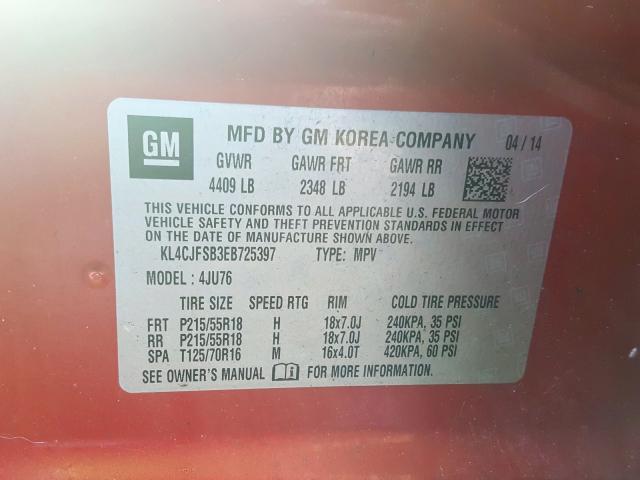 GM MFD BY GM KOREA COMPANY 04 / 14
GVWR GAWR FRT GAWR RR
4409 LB 2348 LB 2194 LB
THIS VEHICLE CONFORMS TO ALL APPLICABLE U.S. FEDERAL MOTOR
VEHICLE SAFETY AND THEFT PREVENTION STANDARDS IN EFFECT
ON THE DATE OF MANUFACTURE SHOWN ABOVE.
KL4CJFSB3EB725397 TYPE: MPV
MODEL : 4JU76
TIRE SIZE SPEED RTG RIM COLD TIRE PRESSURE
FRT P215/55R18 H 18x7.0J 240KPA, 35 PSI
RR P215/55R18 H 18x7.0J 240KPA, 35 PSI
SPA T125/70R16 M 16x4.0T 420KPA, 60 PSI
SEE OWNER'S MANUAL FOR MORE INFORMATION.